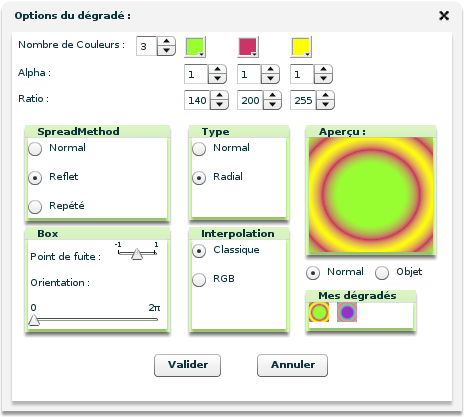 Options du dégradé :
Nombre de Couleurs : 3
Alpha : 1 1 1
Ratio : 140 200 255
SpreadMethod
Normal
Reflet
Repété
Type
Normal
Radial
Aperçu :
Box
Point de fuite : -1 1
Orientation :
0 2π
Interpolation
Classique
RGB
Normal Objet
Mes dégradés
Valider Annuler